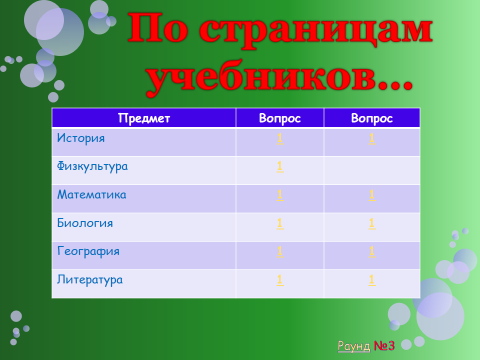 По страницам
учебников...
Предмет Вопрос Вопрос
История 1 1
Физкультура 1
Математика 1 1
Биология 1 1
География 1 1
Литература 1 1
Раунд №3